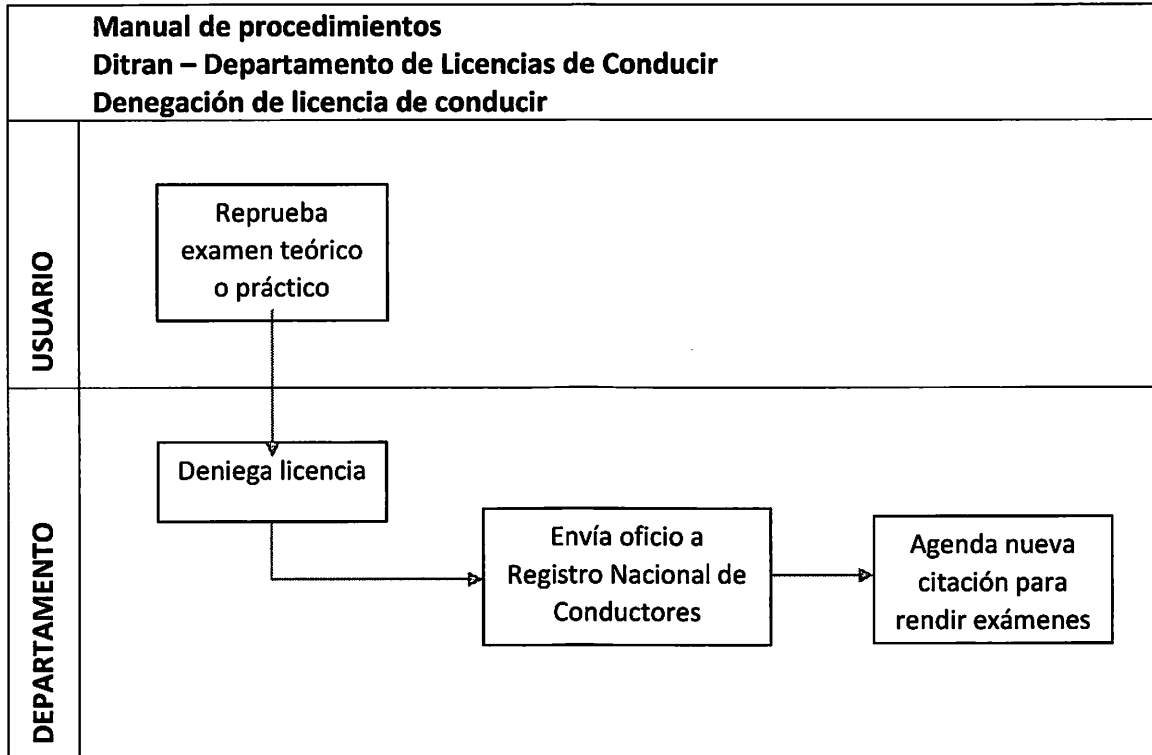 Manual de procedimientos
Ditran – Departamento de Licencias de Conducir
Denegación de licencia de conducir
USUARIO
Reprueba
examen teórico
o práctico
DEPARTAMENTO
Deniega licencia
Envía oficio a
Registro Nacional de
Conductores
Agenda nueva
citación para
rendir exámenes